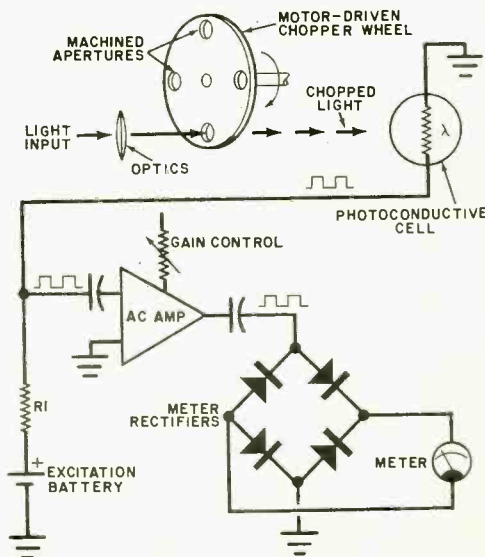 MOTOR-DRIVEN
CHOPPER WHEEL
MACHINED
APERTURES
CHOPPED
LIGHT
LIGHT
INPUT
OPTICS
λ
PHOTOCONDUCTIVE
CELL
GAIN CONTROL
AC AMP
R1
METER
RECTIFIERS
METER
+
EXCITATION
BATTERY